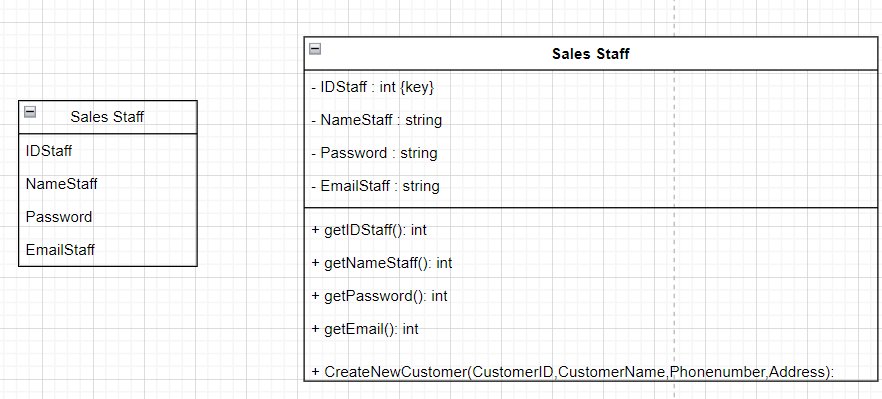 Sales Staff
IDStaff
NameStaff
Password
EmailStaff
Sales Staff
- IDStaff : int {key}
- NameStaff : string
- Password : string
- EmailStaff : string
+ getIDStaff(): int
+ getNameStaff(): int
+ getPassword(): int
+ getEmail(): int
+ CreateNewCustomer(CustomerID,CustomerName,Phonenumber,Address):